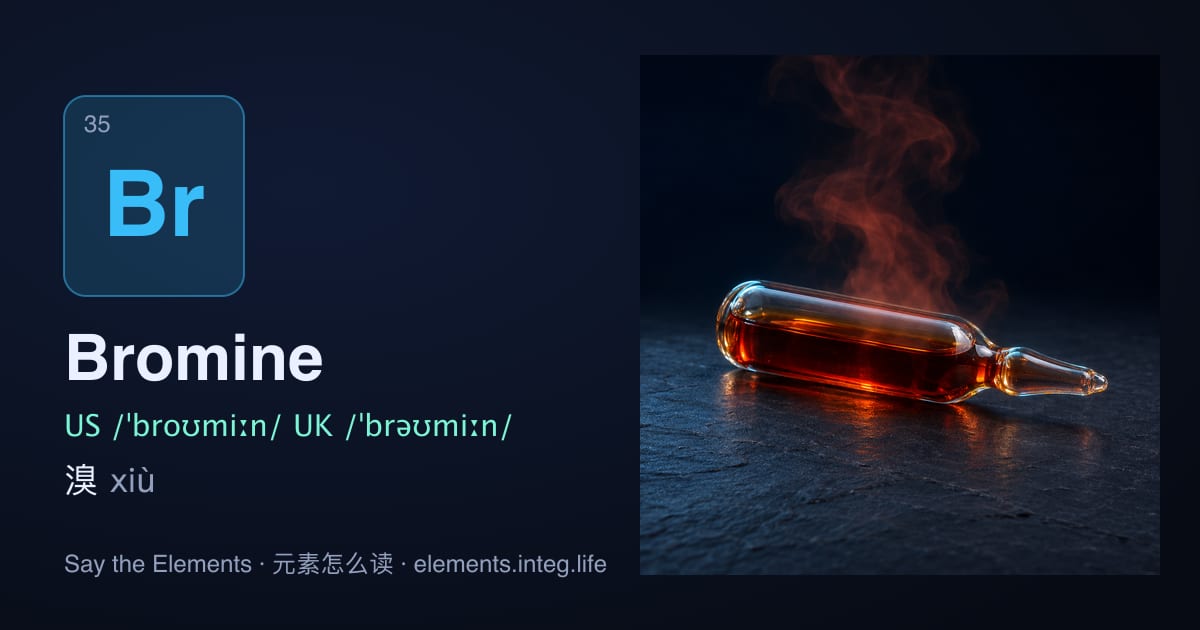 35
Br
Bromine
US /ˈbroʊmiːn/ UK /ˈbrəʊmiːn/
溴 xiù
Say the Elements · 元素怎么读 · elements.integ.life